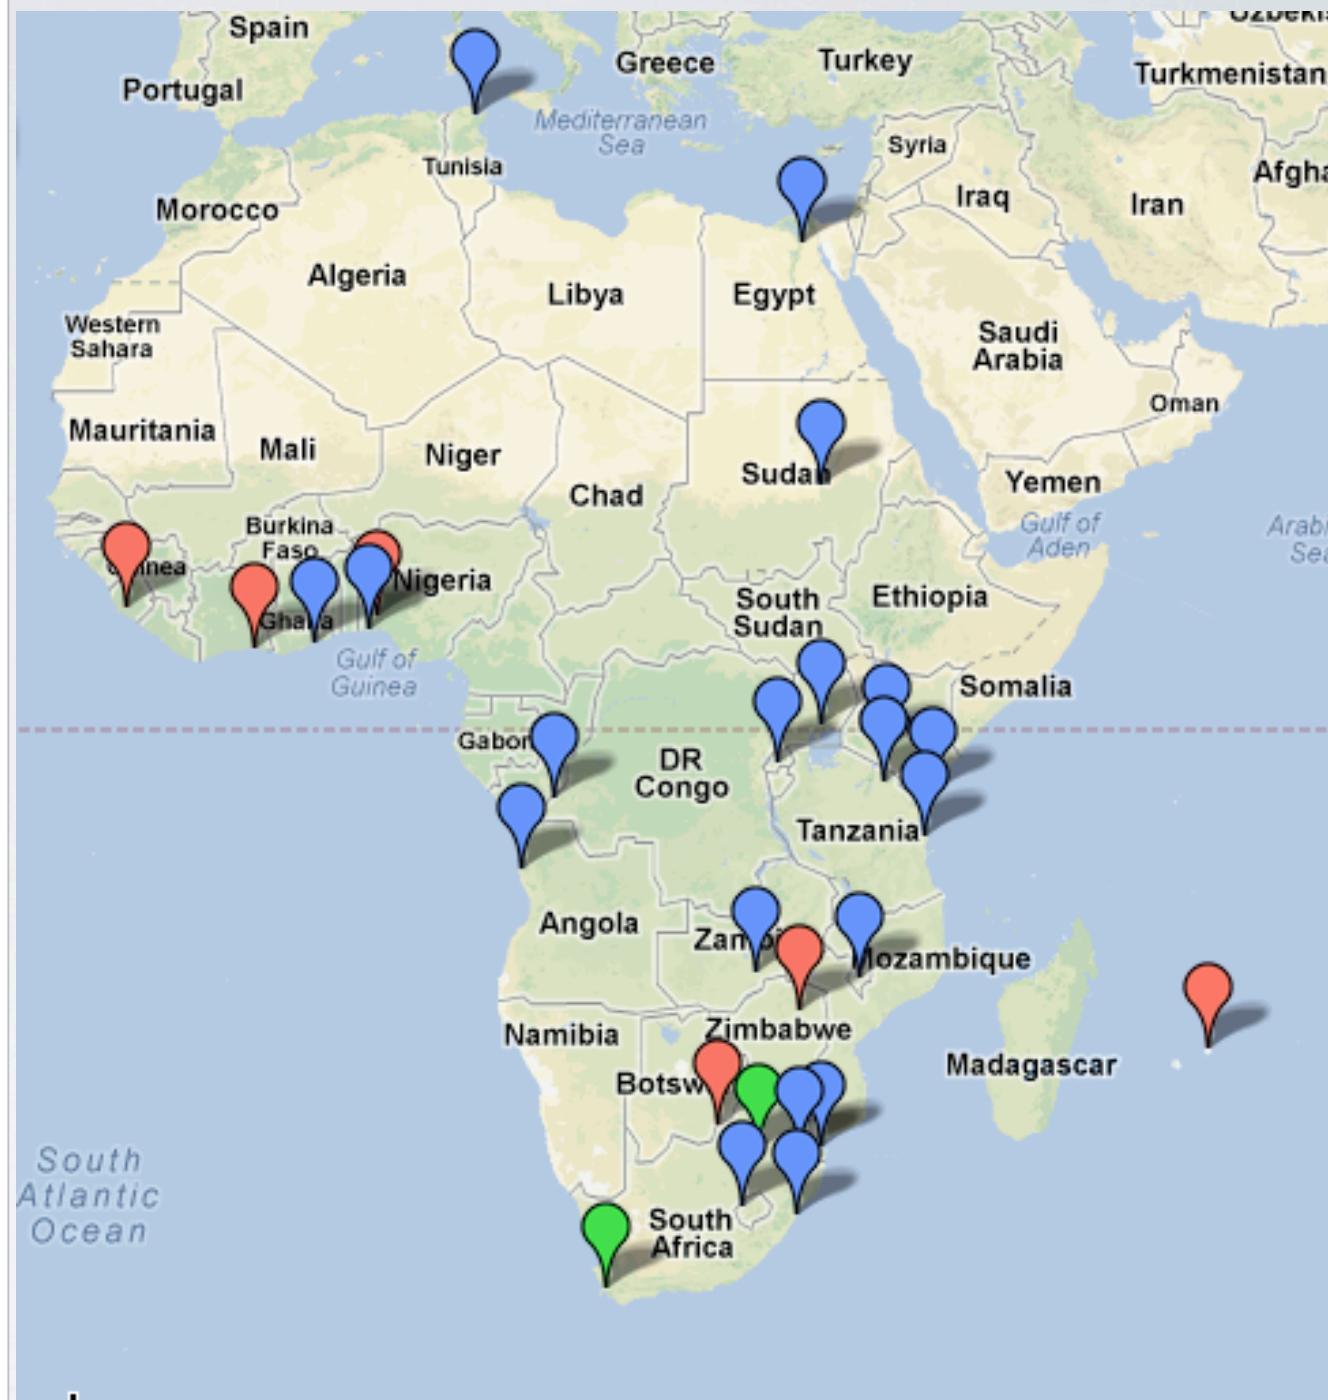 Spain
Portugal
Greece
Turkey
Turkmenistan
Mediterranean
Sea
Syria
Tunisia
Iraq
Iran
Morocco
Algeria
Libya
Egypt
Western
Sahara
Saudi
Arabia
Oman
Mauritania
Mali
Niger
Chad
Sudan
Yemen
Gulf of
Aden
Burkina
Faso
Nigeria
Ghana
South
Sudan
Ethiopia
Gulf of
Guinea
Somalia
Gabon
DR
Congo
Tanzania
Angola
Mozambique
Zimbabwe
Namibia
Madagascar
South
Atlantic
Ocean
South
Africa